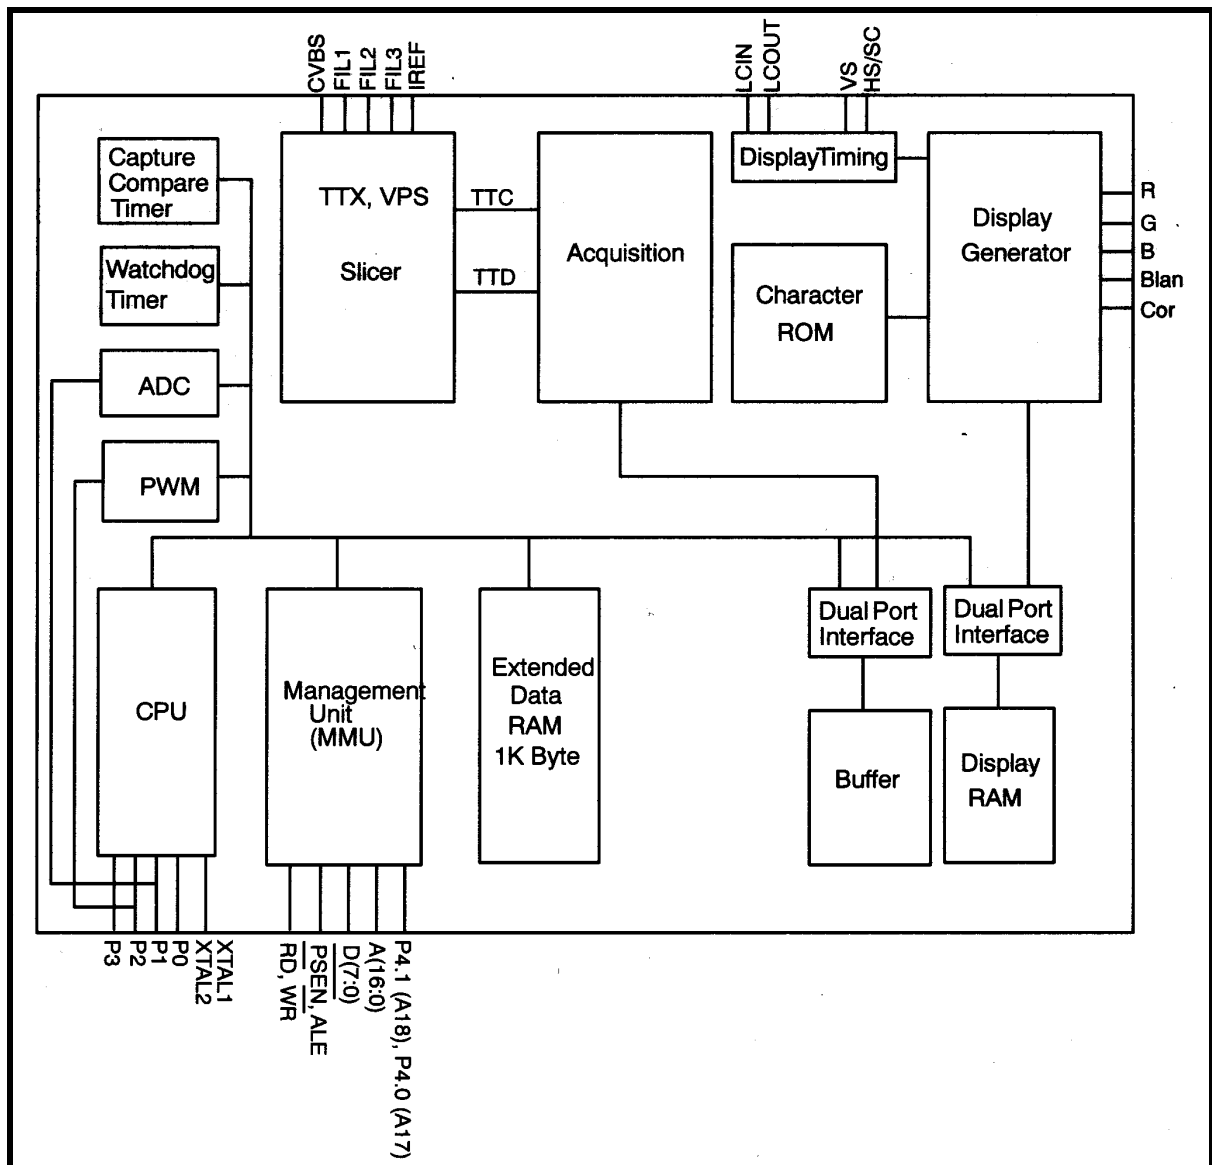 CVBS
FIL1
FIL2
FIL3
IREF
LCIN
LCOUT
VS
HS/SC
Capture
Compare
Timer
TTX, VPS
Slicer
TTC
TTD
Acquisition
DisplayTiming
Display
Generator
R
G
B
Blan
Cor
Watchdog
Timer
Character
ROM
ADC
PWM
CPU
Management
Unit
(MMU)
Extended
Data
RAM
1K Byte
Dual Port
Interface
Dual Port
Interface
Buffer
Display
RAM
P3
P2
P1
P0
XTAL2
XTAL1
RD, WR
PSEN, ALE
D(7:0)
A(16:0)
P4.1 (A18), P4.0 (A17)